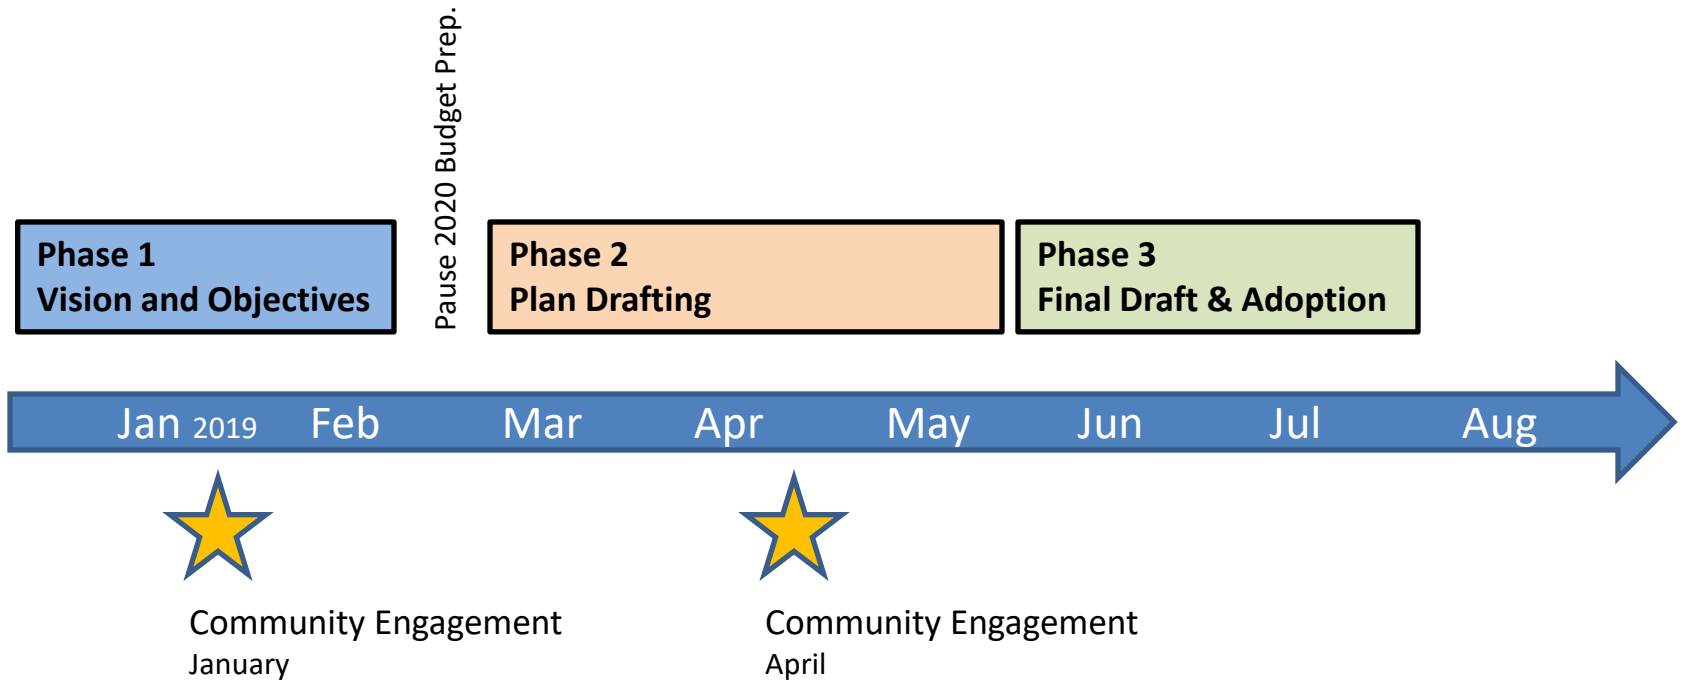 Pause 2020 Budget Prep.
Phase 1
Vision and Objectives
Phase 2
Plan Drafting
Phase 3
Final Draft & Adoption
Jan 2019 Feb Mar Apr May Jun Jul Aug
Community Engagement
January
Community Engagement
April